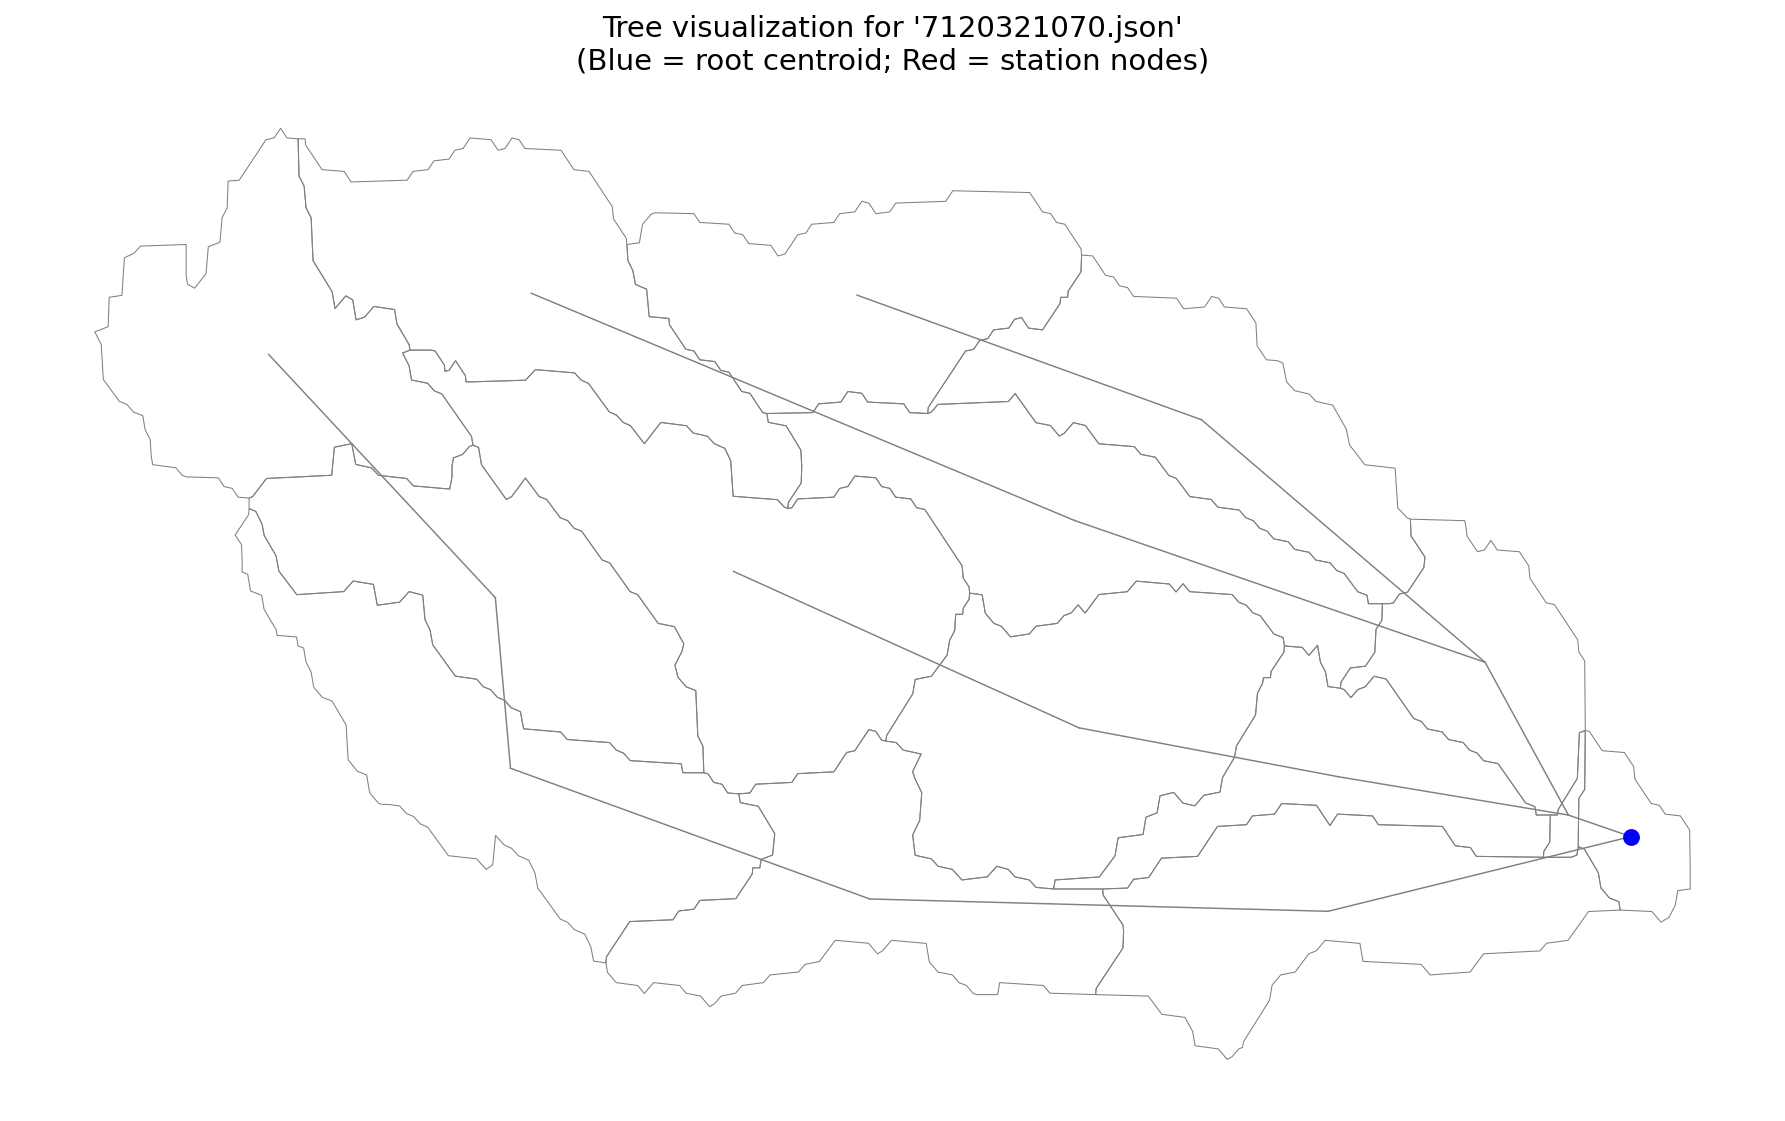 Tree visualization for '7120321070.json'
(Blue = root centroid; Red = station nodes)